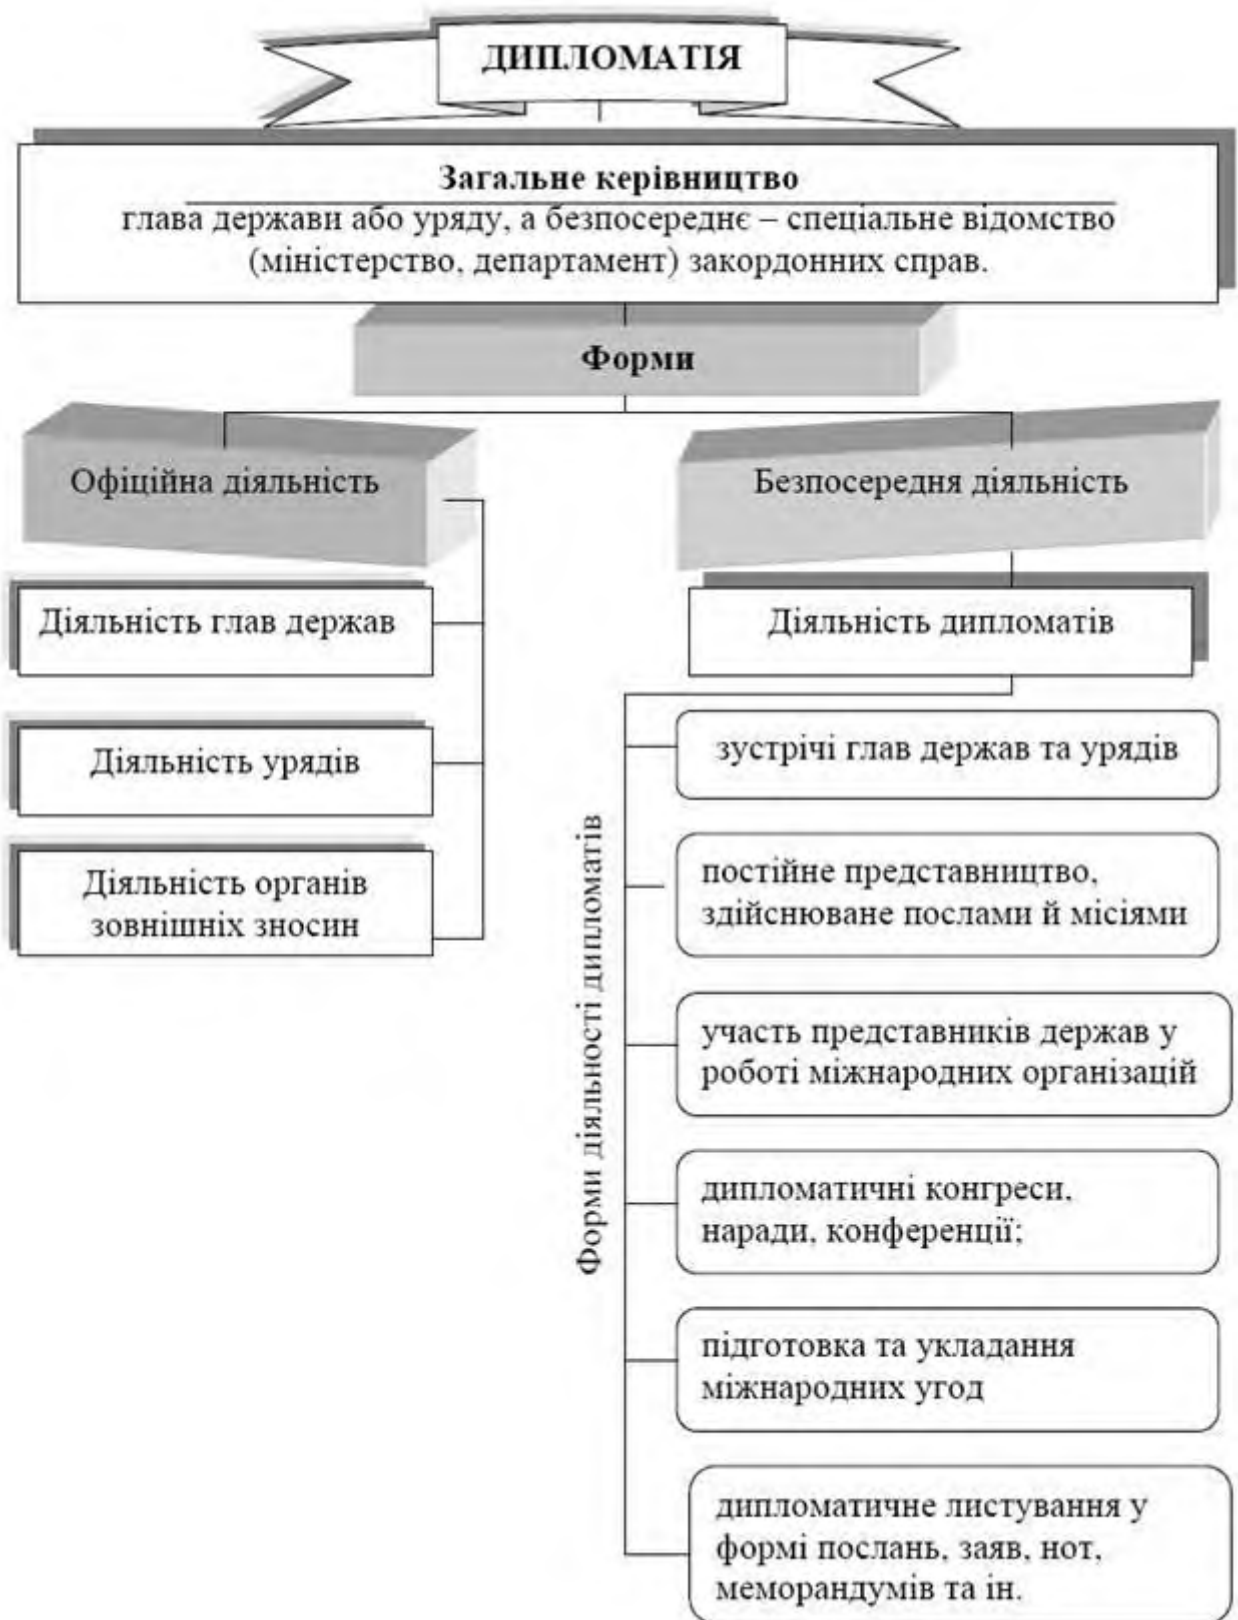 ДИПЛОМАТІЯ
Загальне керівництво
глава держави або уряду, а безпосереднє – спеціальне відомство
(міністерство, департамент) закордонних справ.
Форми
Офіційна діяльність
Діяльність глав держав
Діяльність урядів
Діяльність органів
зовнішніх зносин
Безпосередня діяльність
Діяльність дипломатів
Форми діяльності дипломатів
зустрічі глав держав та урядів
постійне представництво,
здійснюване послами й місіями
участь представників держав у
роботі міжнародних організацій
дипломатичні конгреси,
наради, конференції;
підготовка та укладання
міжнародних угод
дипломатичне листування у
формі послань, заяв, нот,
меморандумів та ін.